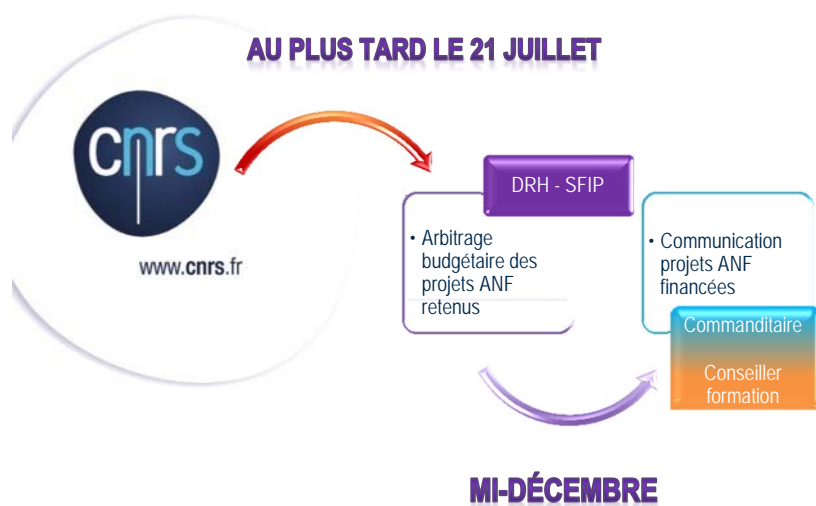 AU PLUS TARD LE 21 JUILLET
cnrs
www.cnrs.fr
DRH - SFIP
• Arbitrage
budgétaire des
projets ANF
retenus
• Communication
projets ANF
financées
Commanditaire
Conseiller
formation
MI-DÉCEMBRE